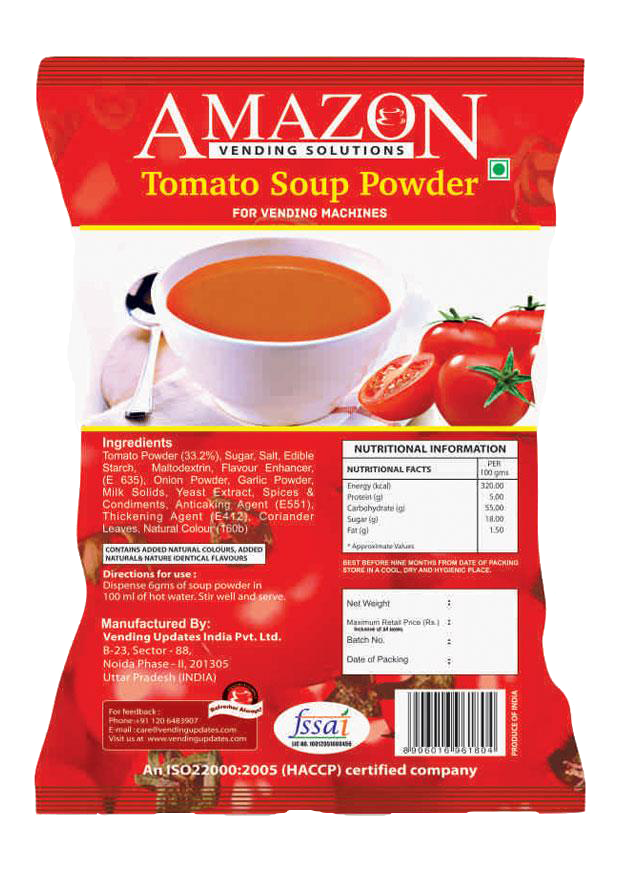 AMAZON
VENDING SOLUTIONS
Tomato Soup Powder
FOR VENDING MACHINES
Ingredients
Tomato Powder (33.2%), Sugar, Salt, Edible
Starch, Maltodextrin, Flavour Enhancer,
(E 635), Onion Powder, Garlic Powder,
Milk Solids, Yeast Extract, Spices &
Condiments, Anticaking Agent (E551),
Thickening Agent (E412), Coriander
Leaves, Natural Colour (160b)
CONTAINS ADDED NATURAL COLOURS, ADDED
NATURAL& NATURE IDENTICAL FLAVOURS
Directions for use :
Dispense 6gms of soup powder in
100 ml of hot water. Stir well and serve.
Manufactured By:
Vending Updates India Pvt. Ltd.
B-23, Sector - 88,
Noida Phase - II, 201305
Uttar Pradesh (INDIA)
For feedback :
Phone:+91 120 6483907
E-mail :care@vendingupdates.com
Visit us at www.vendingupdates.com
Refresher Always!
NUTRITIONAL INFORMATION
NUTRITIONAL FACTS PER 100 gms
Energy (kcal) 320.00
Protein (g) 5.00
Carbohydrate (g) 55.00
Sugar (g) 18.00
Fat (g) 1.50
* Approximate Values
BEST BEFORE NINE MONTHS FROM DATE OF PACKING
STORE IN A COOL, DRY AND HYGIENIC PLACE.
Net Weight :
Maximum Retail Price (Rs.) :
Inclusive of all taxes
Batch No. :
Date of Packing :
fssai
8 996016 961804
PRODUCE OF INDIA
An ISO22000:2005 (HACCP) certified company